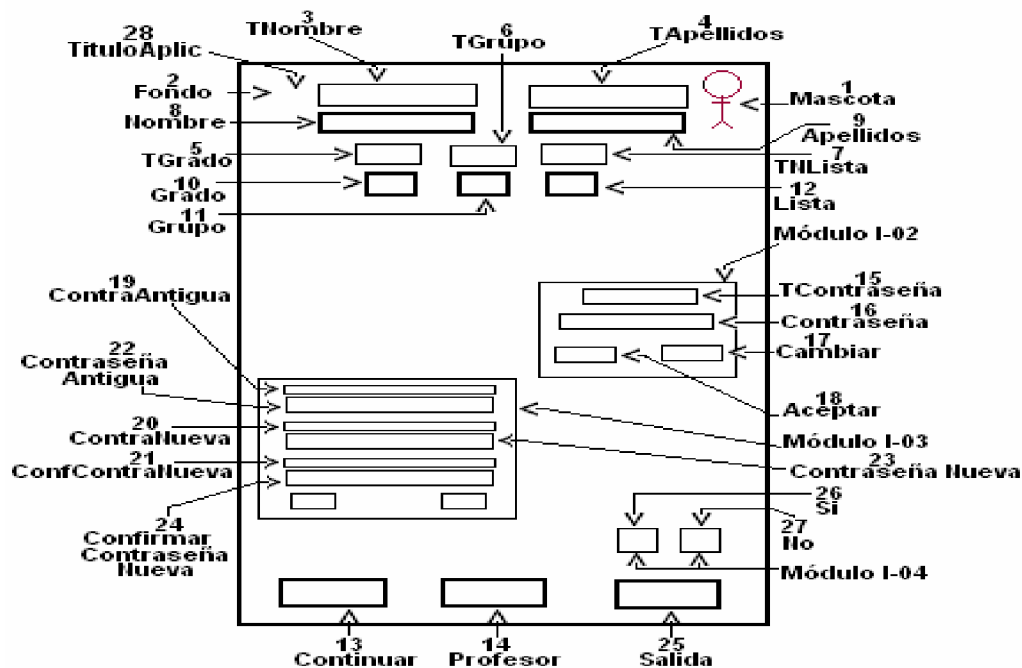 3
TNombre
28
TituloAplic
6
TGrupo
4
TApellidos
2
Fondo
1
Mascota
8
Nombre
9
Apellidos
5
TGrado
7
TNLista
10
Grado
12
Lista
11
Grupo
Módulo I-02
19
ContraAntigua
15
TContraseña
16
Contraseña
22
Contraseña
Antigua
17
Cambiar
18
Aceptar
20
ContraNueva
Módulo I-03
21
ConfContraNueva
23
Contraseña Nueva
24
Confirmar
Contraseña
Nueva
26
Si
27
No
Módulo I-04
13
Continuar
14
Profesor
25
Salida